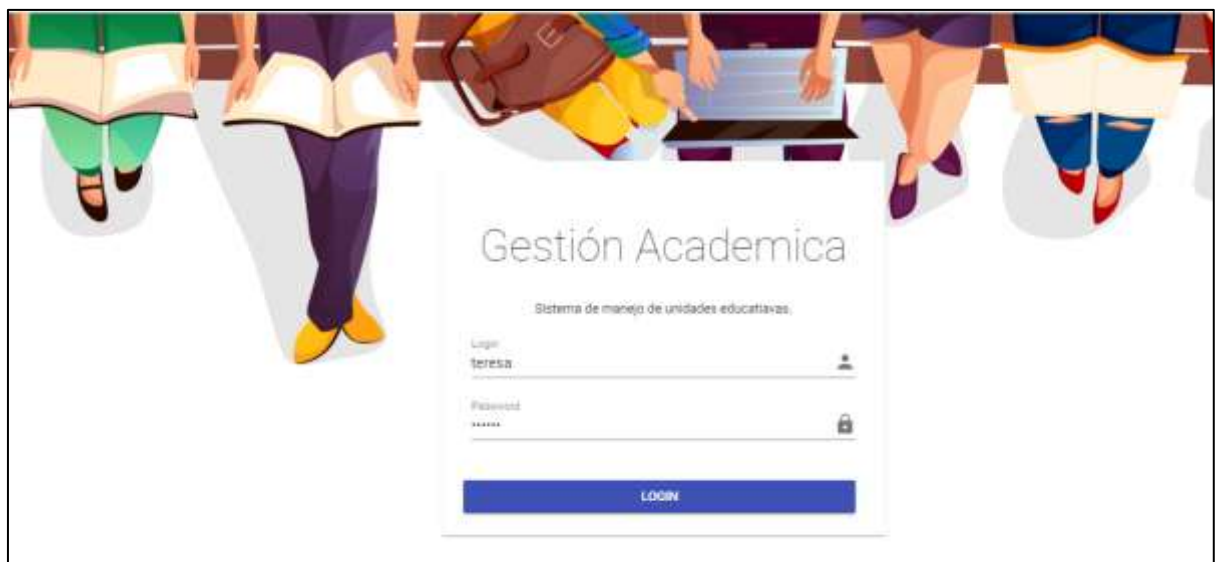 Gestión Academica
Sistema de manejo de unidades educatiavas.
Login
teresa
Password
••••••
LOGIN